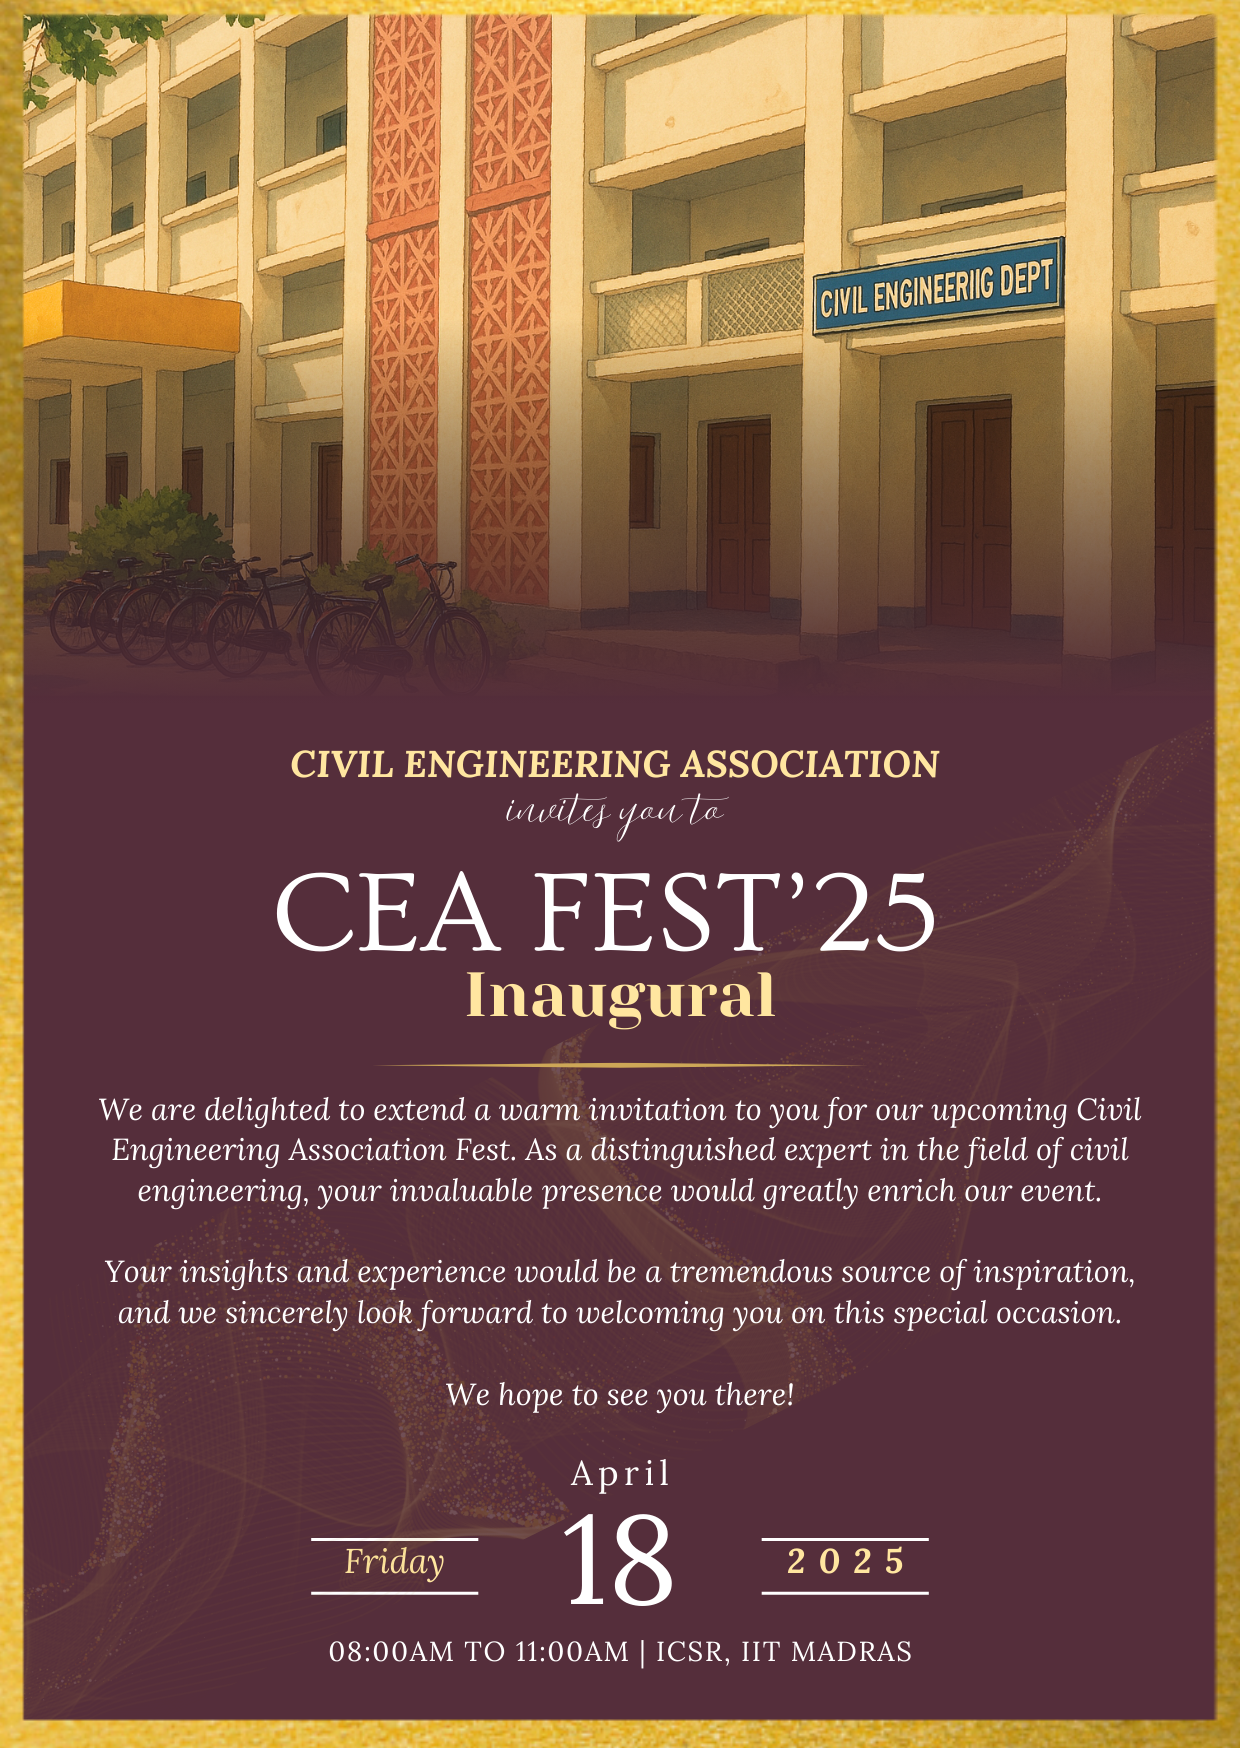 CIVIL ENGINEERIIG DEPT
CIVIL ENGINEERING ASSOCIATION
invites you to
CEA FEST’25
Inaugural
We are delighted to extend a warm invitation to you for our upcoming Civil
Engineering Association Fest. As a distinguished expert in the field of civil
engineering, your invaluable presence would greatly enrich our event.
Your insights and experience would be a tremendous source of inspiration,
and we sincerely look forward to welcoming you on this special occasion.
We hope to see you there!
April
Friday 18 2025
08:00AM TO 11:00AM | ICSR, IIT MADRAS